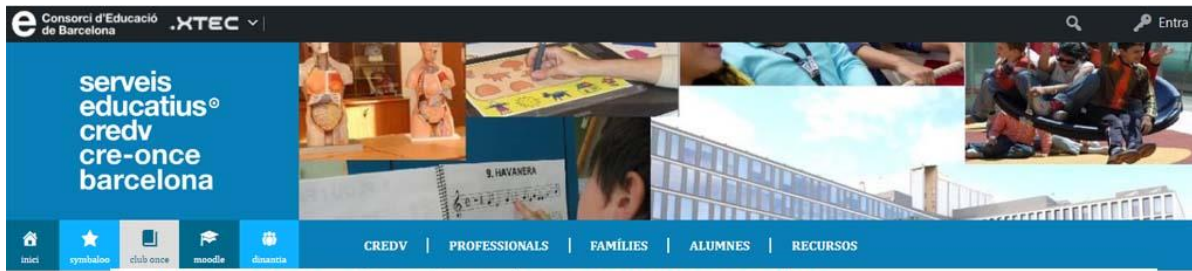 Consorci d'Educació
de Barcelona
.XTEC
Entra
serveis
educatius
credv
cre-once
barcelona
9. HAVANERA
inici
symbaloo
club once
moodle
dinantia
CREDV | PROFESSIONALS | FAMÍLIES | ALUMNES | RECURSOS